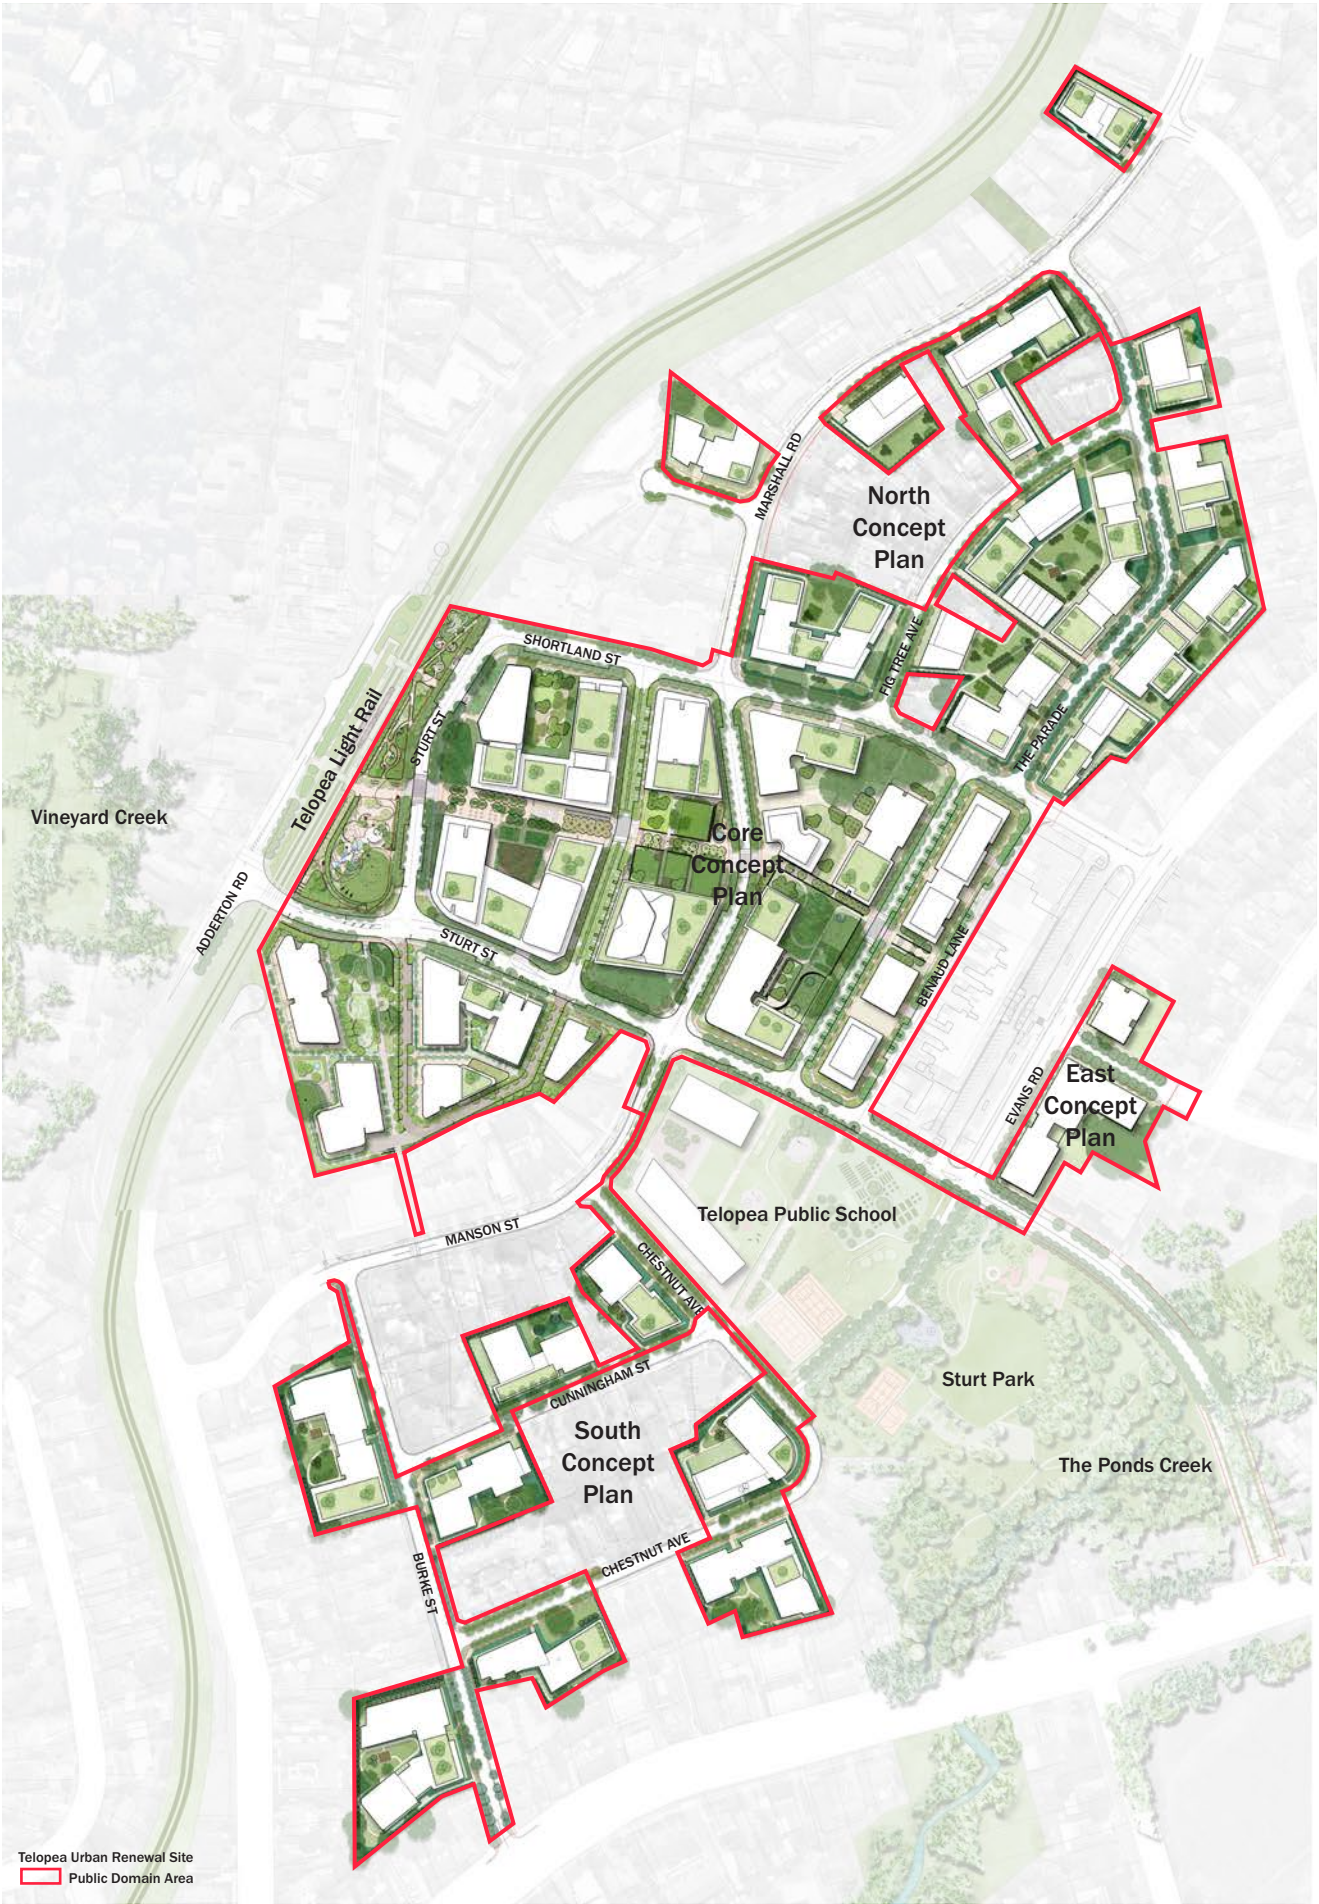 MARSHALL RD
North
Concept
Plan
SHORTLAND ST
FIG TREE AVE
Telopea Light Rail
STURT ST
THE PARADE
Vineyard Creek
Core
Concept
Plan
ADDERTON RD
STURT ST
BENAUD LANE
EVANS RD
East
Concept
Plan
Telopea Public School
MANSON ST
CHESTNUT AVE
CUNNINGHAM ST
Sturt Park
South
Concept
Plan
The Ponds Creek
CHESTNUT AVE
BURKE ST
Telopea Urban Renewal Site
Public Domain Area